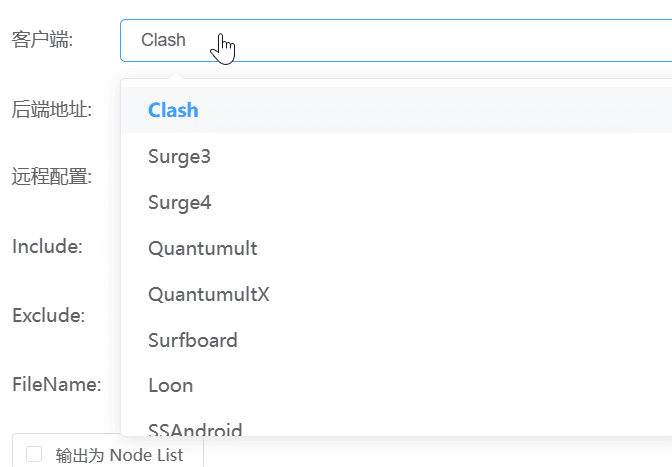 客户端:
Clash
后端地址:
Clash
Surge3
远程配置:
Surge4
Include:
Quantumult
QuantumultX
Exclude:
Surfboard
FileName:
Loon
SSAndroid
输出为 Node List